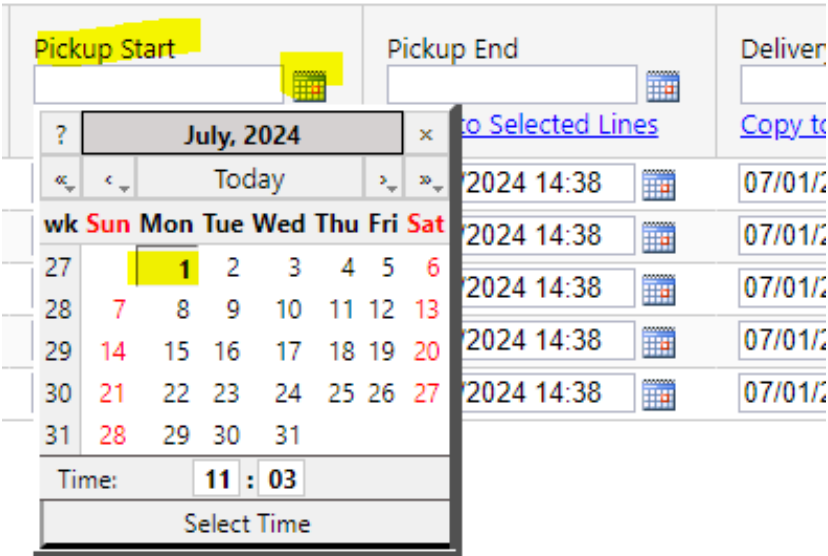 Pickup Start Pickup End Delivery
to Selected Lines Copy to
? July, 2024 ×
« ‹ Today › »
wk Sun Mon Tue Wed Thu Fri Sat
27 1 2 3 4 5 6
28 7 8 9 10 11 12 13
29 14 15 16 17 18 19 20
30 21 22 23 24 25 26 27
31 28 29 30 31
Time: 11 : 03
Select Time
/2024 14:38 07/01/2
/2024 14:38 07/01/2
/2024 14:38 07/01/2
/2024 14:38 07/01/2
/2024 14:38 07/01/2